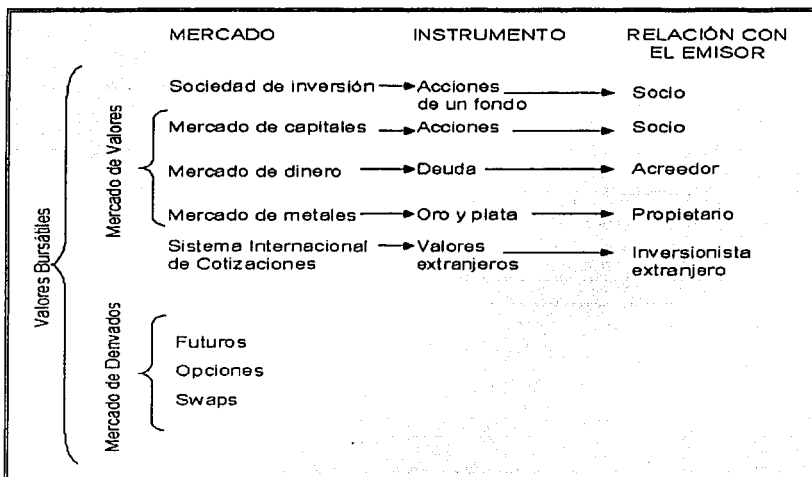 MERCADO INSTRUMENTO RELACIÓN CON
EL EMISOR
Sociedad de inversión Acciones
de un fondo Socio
Mercado de capitales Acciones Socio
Mercado de dinero Deuda Acreedor
Mercado de metales Oro y plata Propietario
Sistema Internacional Valores Inversionista
de Cotizaciones extranjeros extranjero
Valores Bursátiles
Mercado de Valores
Mercado de Derivados
Futuros
Opciones
Swaps